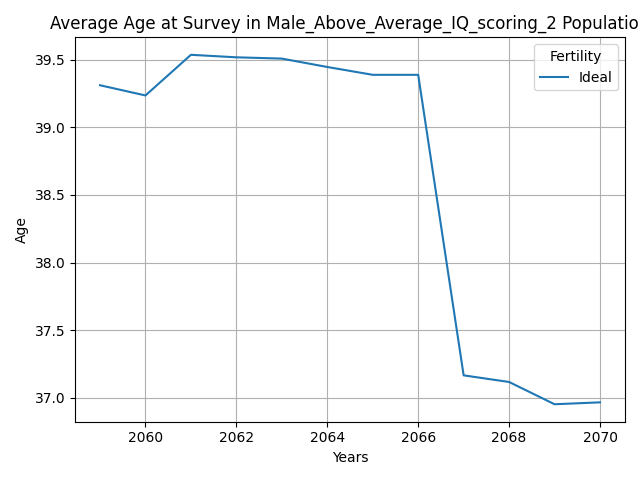 Average Age at Survey in Male_Above_Average_IQ_scoring_2 Populatio
39.5
39.0
38.5
38.0
37.5
37.0
Age
Fertility
Ideal
2060 2062 2064 2066 2068 2070
Years